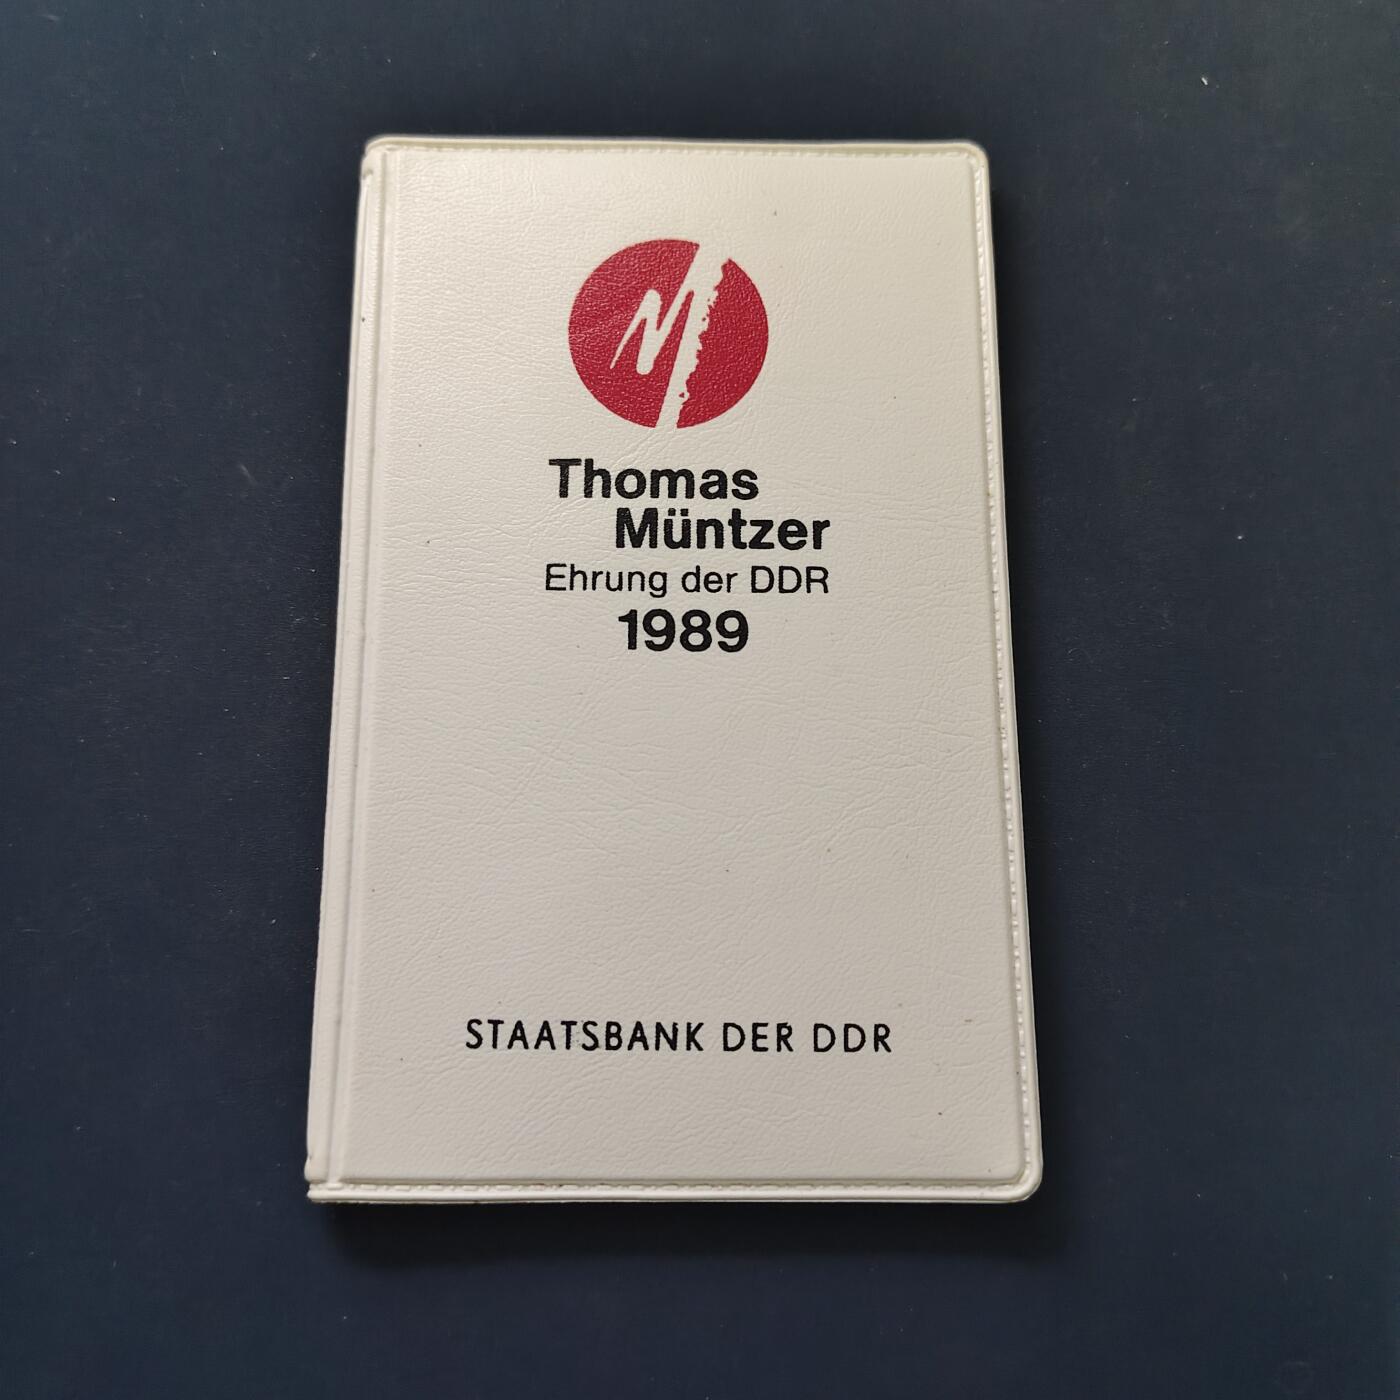 Thomas
Müntzer
Ehrung der DDR
1989
STAATSBANK DER DDR